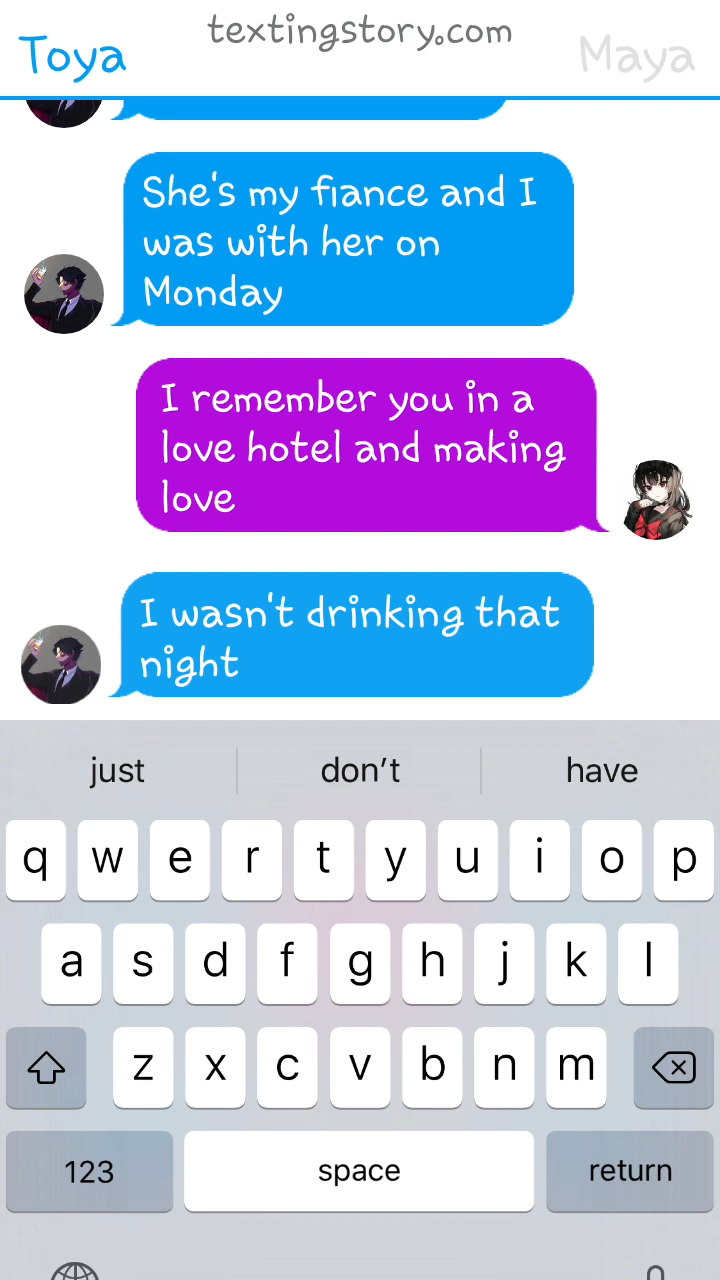 textingstory.com
Toya
Maya
She's my fiance and I
was with her on
Monday
I remember you in a
love hotel and making
love
I wasn't drinking that
night
just don't have
q w e r t y u i o p
a s d f g h j k l
z x c v b n m
123 space return